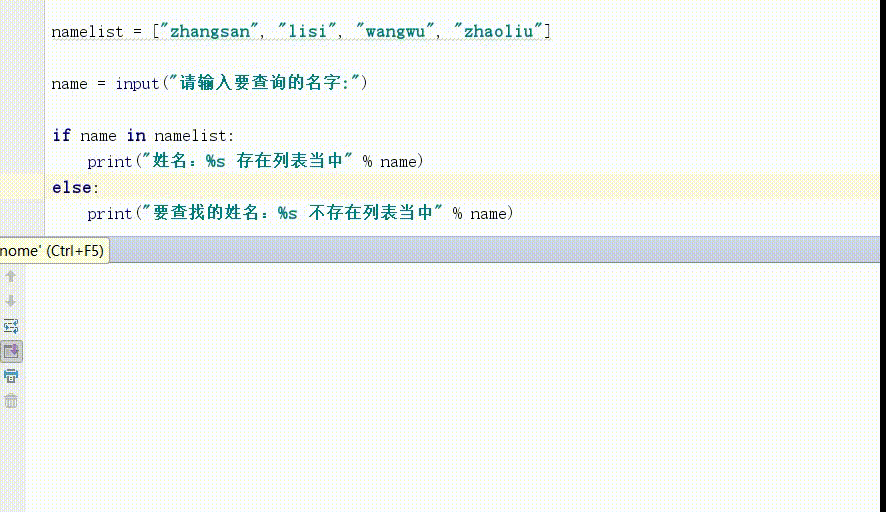 namelist = ["zhangsan", "lisi", "wangwu", "zhaoliu"]
name = input("请输入要查询的名字:")
if name in namelist:
print("姓名：%s 存在列表当中" % name)
else:
print("要查找的姓名：%s 不存在列表当中" % name)
nome' (Ctrl+F5)